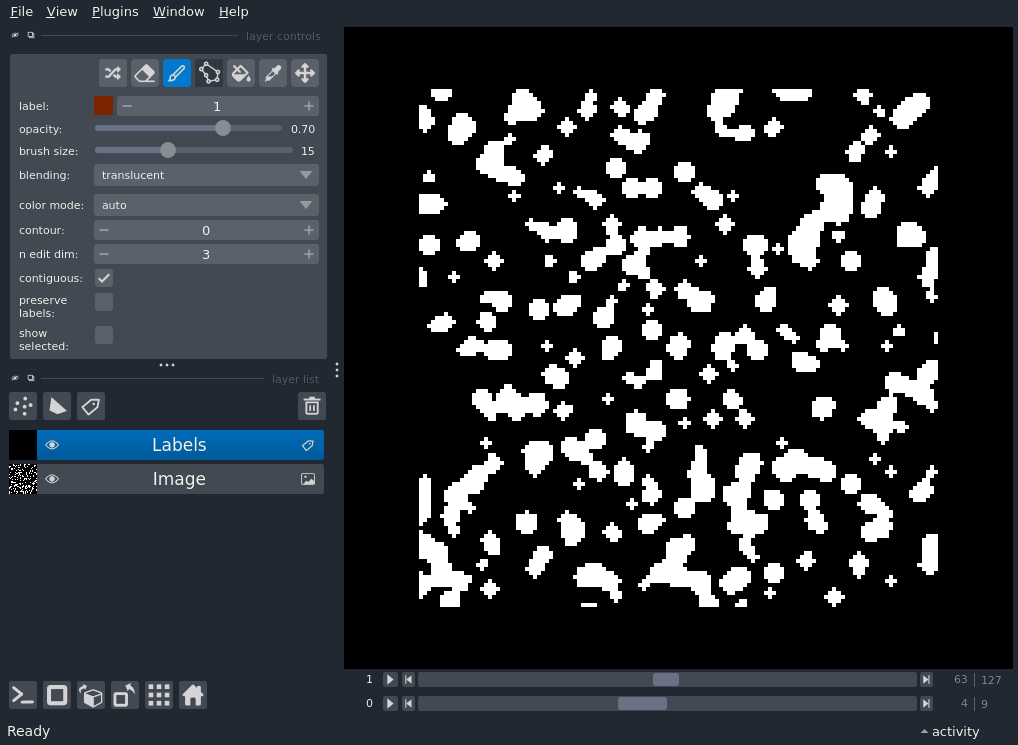 File View Plugins Window Help
layer controls
label: 1
opacity: 0.70
brush size: 15
blending: translucent
color mode: auto
contour: 0
n edit dim: 3
contiguous:
preserve
labels:
show
selected:
layer list
Labels
Image
1 63 127
0 4 9
Ready
activity